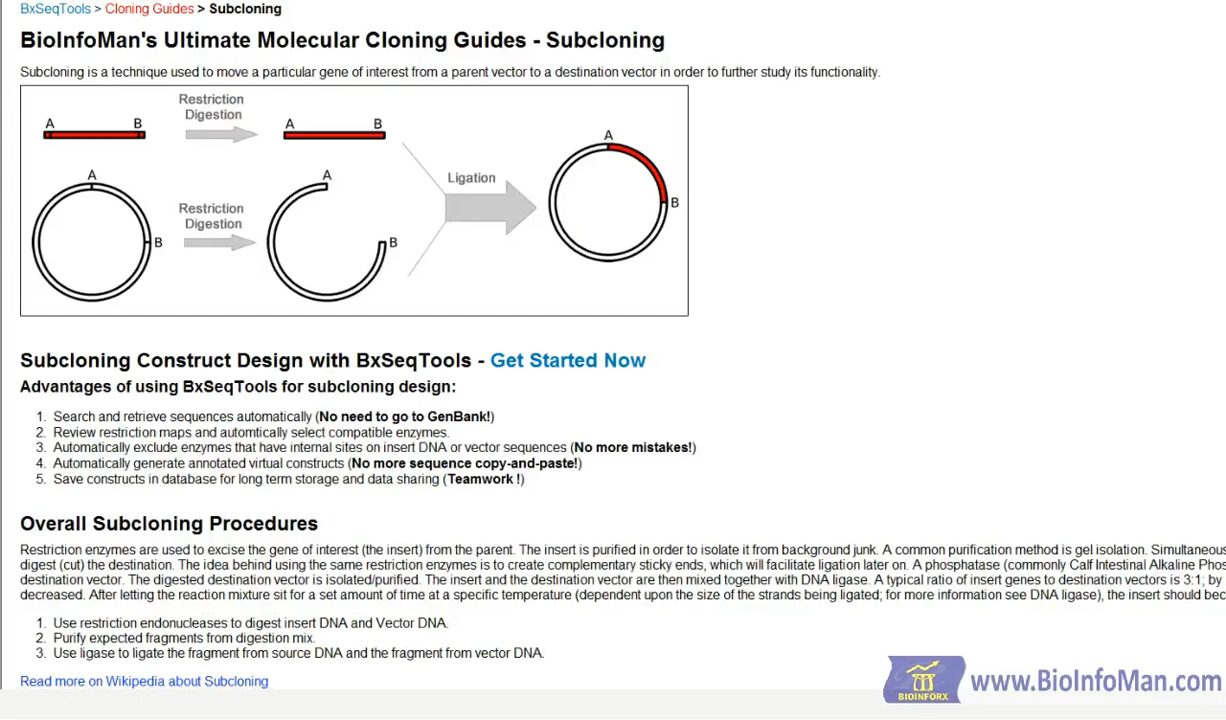 BxSeqTools > Cloning Guides > Subcloning
BioInfoMan's Ultimate Molecular Cloning Guides - Subcloning
Subcloning is a technique used to move a particular gene of interest from a parent vector to a destination vector in order to further study its functionality.
Restriction
Digestion
A B
A B
Ligation
A
B
A
B
Restriction
Digestion
A
B
Subcloning Construct Design with BxSeqTools - Get Started Now
Advantages of using BxSeqTools for subcloning design:
1. Search and retrieve sequences automatically (No need to go to GenBank!)
2. Review restriction maps and automtically select compatible enzymes.
3. Automatically exclude enzymes that have internal sites on insert DNA or vector sequences (No more mistakes!)
4. Automatically generate annotated virtual constructs (No more sequence copy-and-paste!)
5. Save constructs in database for long term storage and data sharing (Teamwork !)
Overall Subcloning Procedures
Restriction enzymes are used to excise the gene of interest (the insert) from the parent. The insert is purified in order to isolate it from background junk. A common purification method is gel isolation. Simultaneous
digest (cut) the destination. The idea behind using the same restriction enzymes is to create complementary sticky ends, which will facilitate ligation later on. A phosphatase (commonly Calf Intestinal Alkaline Phos
destination vector. The digested destination vector is isolated/purified. The insert and the destination vector are then mixed together with DNA ligase. A typical ratio of insert genes to destination vectors is 3:1; by
decreased. After letting the reaction mixture sit for a set amount of time at a specific temperature (dependent upon the size of the strands being ligated; for more information see DNA ligase), the insert should bec
1. Use restriction endonucleases to digest insert DNA and Vector DNA.
2. Purify expected fragments from digestion mix.
3. Use ligase to ligate the fragment from source DNA and the fragment from vector DNA.
Read more on Wikipedia about Subcloning
BIOINFORX
www.BioInfoMan.com